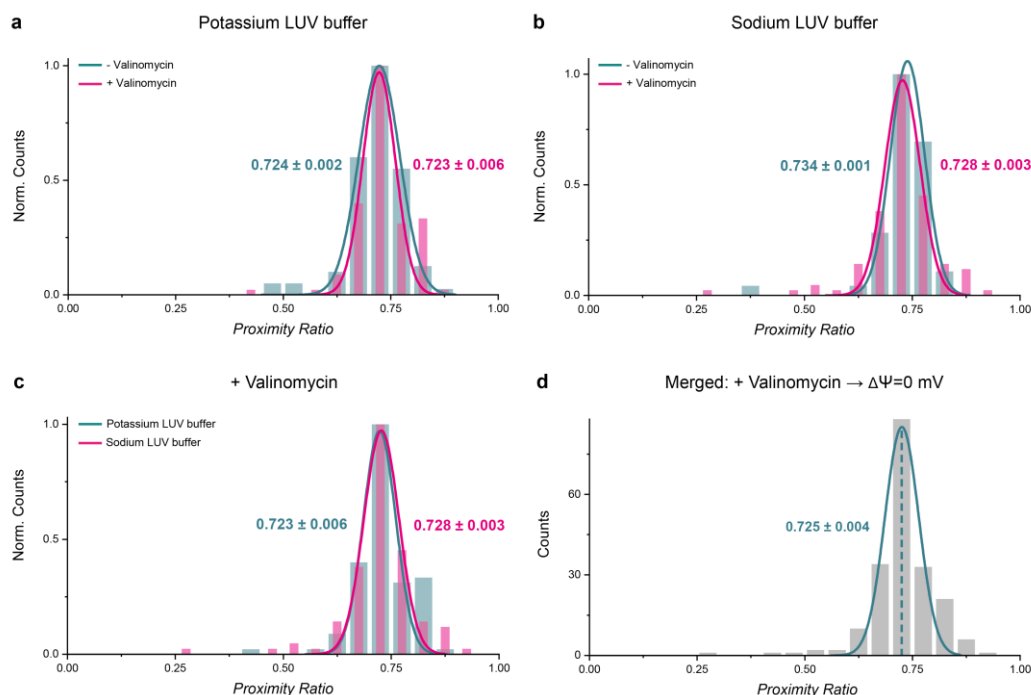 a
Potassium LUV buffer
- Valinomycin
+ Valinomycin
1.0
0.5
0.0
Norm. Counts
0.724 ± 0.002
0.723 ± 0.006
0.00
0.25
0.50
0.75
1.00
Proximity Ratio
b
Sodium LUV buffer
- Valinomycin
+ Valinomycin
1.0
0.5
0.0
Norm. Counts
0.734 ± 0.001
0.728 ± 0.003
0.00
0.25
0.50
0.75
1.00
Proximity Ratio
c
+ Valinomycin
Potassium LUV buffer
Sodium LUV buffer
1.0
0.5
0.0
Norm. Counts
0.723 ± 0.006
0.728 ± 0.003
0.00
0.25
0.50
0.75
1.00
Proximity Ratio
d
Merged: + Valinomycin → ΔΨ=0 mV
60
30
0
Counts
0.725 ± 0.004
0.00
0.25
0.50
0.75
1.00
Proximity Ratio